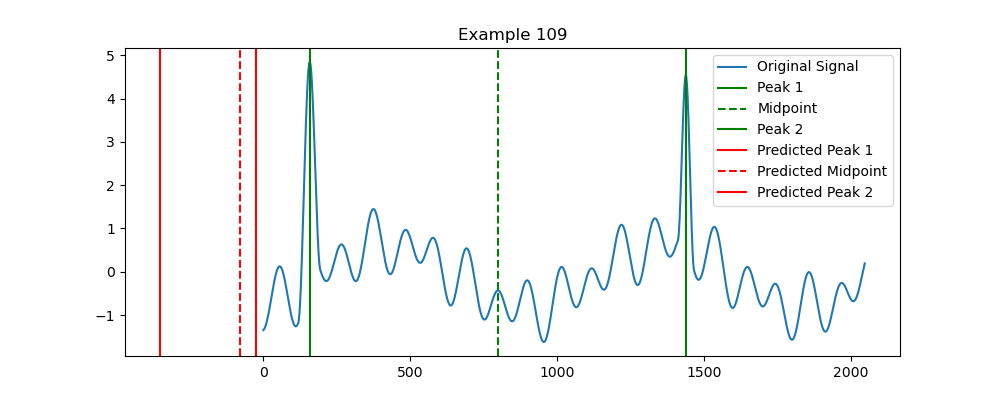 Example 109
5
4
3
2
1
0
−1
0
500
1000
1500
2000
Original Signal
Peak 1
Midpoint
Peak 2
Predicted Peak 1
Predicted Midpoint
Predicted Peak 2